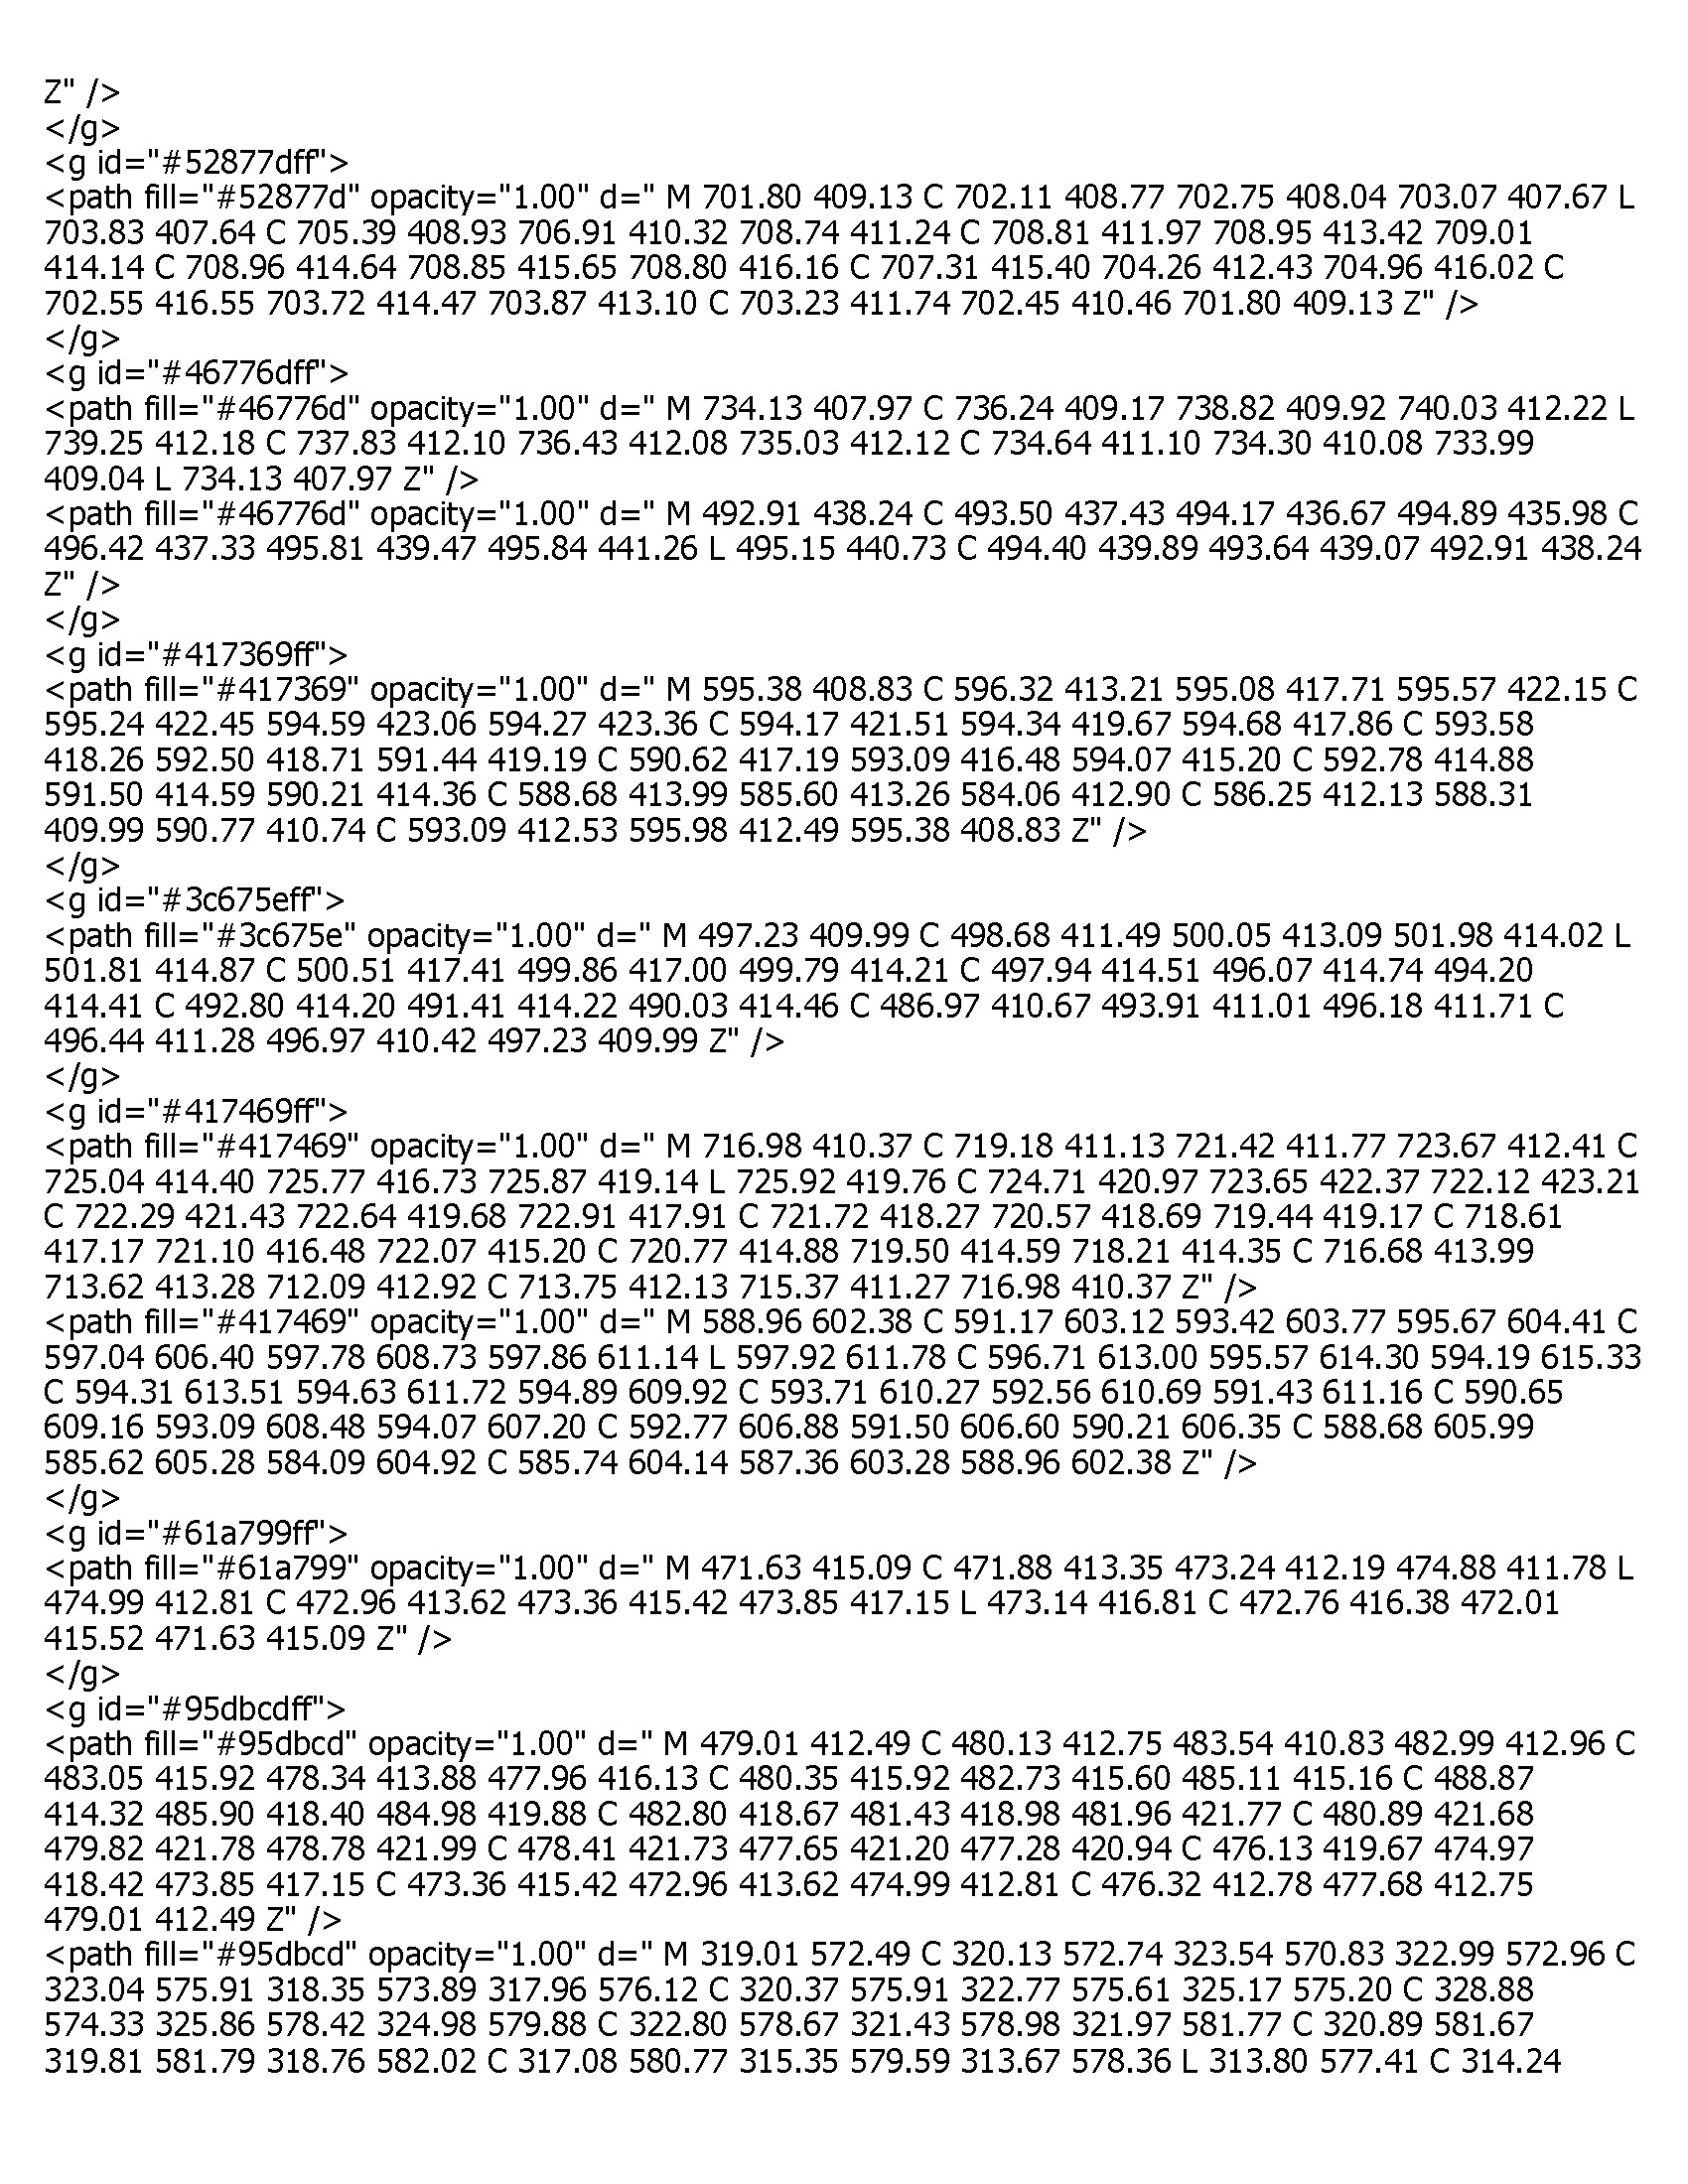 Z" />
</g>
<g id="#52877dff">
<path fill="#52877d" opacity="1.00" d=" M 701.80 409.13 C 702.11 408.77 702.75 408.04 703.07 407.67 L
703.83 407.64 C 705.39 408.93 706.91 410.32 708.74 411.24 C 708.81 411.97 708.95 413.42 709.01
414.14 C 708.96 414.64 708.85 415.65 708.80 416.16 C 707.31 415.40 704.26 412.43 704.96 416.02 C
702.55 416.55 703.72 414.47 703.87 413.10 C 703.23 411.74 702.45 410.46 701.80 409.13 Z" />
</g>
<g id="#46776dff">
<path fill="#46776d" opacity="1.00" d=" M 734.13 407.97 C 736.24 409.17 738.82 409.92 740.03 412.22 L
739.25 412.18 C 737.83 412.10 736.43 412.08 735.03 412.12 C 734.64 411.10 734.30 410.08 733.99
409.04 L 734.13 407.97 Z" />
<path fill="#46776d" opacity="1.00" d=" M 492.91 438.24 C 493.50 437.43 494.17 436.67 494.89 435.98 C
496.42 437.33 495.81 439.47 495.84 441.26 L 495.15 440.73 C 494.40 439.89 493.64 439.07 492.91 438.24
Z" />
</g>
<g id="#417369ff">
<path fill="#417369" opacity="1.00" d=" M 595.38 408.83 C 596.32 413.21 595.08 417.71 595.57 422.15 C
595.24 422.45 594.59 423.06 594.27 423.36 C 594.17 421.51 594.34 419.67 594.68 417.86 C 593.58
418.26 592.50 418.71 591.44 419.19 C 590.62 417.19 593.09 416.48 594.07 415.20 C 592.78 414.88
591.50 414.59 590.21 414.36 C 588.68 413.99 585.60 413.26 584.06 412.90 C 586.25 412.13 588.31
409.99 590.77 410.74 C 593.09 412.53 595.98 412.49 595.38 408.83 Z" />
</g>
<g id="#3c675eff">
<path fill="#3c675e" opacity="1.00" d=" M 497.23 409.99 C 498.68 411.49 500.05 413.09 501.98 414.02 L
501.81 414.87 C 500.51 417.41 499.86 417.00 499.79 414.21 C 497.94 414.51 496.07 414.74 494.20
414.41 C 492.80 414.20 491.41 414.22 490.03 414.46 C 486.97 410.67 493.91 411.01 496.18 411.71 C
496.44 411.28 496.97 410.42 497.23 409.99 Z" />
</g>
<g id="#417469ff">
<path fill="#417469" opacity="1.00" d=" M 716.98 410.37 C 719.18 411.13 721.42 411.77 723.67 412.41 C
725.04 414.40 725.77 416.73 725.87 419.14 L 725.92 419.76 C 724.71 420.97 723.65 422.37 722.12 423.21
C 722.29 421.43 722.64 419.68 722.91 417.91 C 721.72 418.27 720.57 418.69 719.44 419.17 C 718.61
417.17 721.10 416.48 722.07 415.20 C 720.77 414.88 719.50 414.59 718.21 414.35 C 716.68 413.99
713.62 413.28 712.09 412.92 C 713.75 412.13 715.37 411.27 716.98 410.37 Z" />
<path fill="#417469" opacity="1.00" d=" M 588.96 602.38 C 591.17 603.12 593.42 603.77 595.67 604.41 C
597.04 606.40 597.78 608.73 597.86 611.14 L 597.92 611.78 C 596.71 613.00 595.57 614.30 594.19 615.33
C 594.31 613.51 594.63 611.72 594.89 609.92 C 593.71 610.27 592.56 610.69 591.43 611.16 C 590.65
609.16 593.09 608.48 594.07 607.20 C 592.77 606.88 591.50 606.60 590.21 606.35 C 588.68 605.99
585.62 605.28 584.09 604.92 C 585.74 604.14 587.36 603.28 588.96 602.38 Z" />
</g>
<g id="#61a799ff">
<path fill="#61a799" opacity="1.00" d=" M 471.63 415.09 C 471.88 413.35 473.24 412.19 474.88 411.78 L
474.99 412.81 C 472.96 413.62 473.36 415.42 473.85 417.15 L 473.14 416.81 C 472.76 416.38 472.01
415.52 471.63 415.09 Z" />
</g>
<g id="#95dbcdff">
<path fill="#95dbcd" opacity="1.00" d=" M 479.01 412.49 C 480.13 412.75 483.54 410.83 482.99 412.96 C
483.05 415.92 478.34 413.88 477.96 416.13 C 480.35 415.92 482.73 415.60 485.11 415.16 C 488.87
414.32 485.90 418.40 484.98 419.88 C 482.80 418.67 481.43 418.98 481.96 421.77 C 480.89 421.68
479.82 421.78 478.78 421.99 C 478.41 421.73 477.65 421.20 477.28 420.94 C 476.13 419.67 474.97
418.42 473.85 417.15 C 473.36 415.42 472.96 413.62 474.99 412.81 C 476.32 412.78 477.68 412.75
479.01 412.49 Z" />
<path fill="#95dbcd" opacity="1.00" d=" M 319.01 572.49 C 320.13 572.74 323.54 570.83 322.99 572.96 C
323.04 575.91 318.35 573.89 317.96 576.12 C 320.37 575.91 322.77 575.61 325.17 575.20 C 328.88
574.33 325.86 578.42 324.98 579.88 C 322.80 578.67 321.43 578.98 321.97 581.77 C 320.89 581.67
319.81 581.79 318.76 582.02 C 317.08 580.77 315.35 579.59 313.67 578.36 L 313.80 577.41 C 314.24